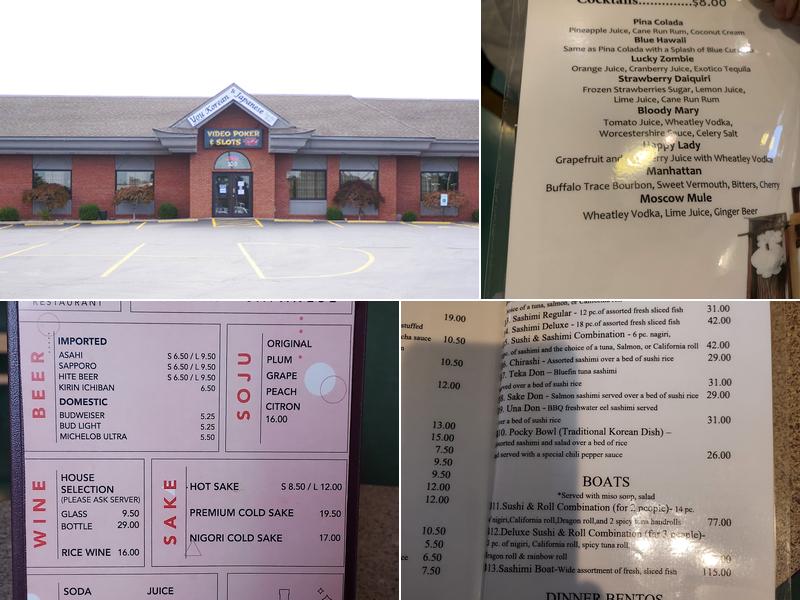 You Korean & Japanese
VIDEO POKER
& SLOTS
Cocktails..............$8.00
Pina Colada
Pineapple Juice, Cane Run Rum, Coconut Cream
Blue Hawaii
Same as Pina Colada with a Splash of Blue
Lucky Zombie
Orange Juice, Cranberry Juice, Exotico Tequila
Strawberry Daiquiri
Frozen Strawberries Sugar, Lemon Juice,
Lime Juice, Cane Run Rum
Bloody Mary
Tomato Juice, Wheatley Vodka,
Worcestershire Sauce, Celery Salt
Happy Lady
Grapefruit and Juice with Wheatley Vodka
Manhattan
Buffalo Trace Bourbon, Sweet Vermouth, Bitters, Cherry
Moscow Mule
Wheatley Vodka, Lime Juice, Ginger Beer
RESTAURANT
BEER
IMPORTED
ASAHI S 6.50 / L 9.50
SAPPORO S 6.50 / L 9.50
HITE BEER S 6.50 / L 9.50
KIRIN ICHIBAN 6.50
DOMESTIC
BUDWEISER 5.25
BUD LIGHT 5.25
MICHELOB ULTRA 5.50
SOJU
ORIGINAL
PLUM
GRAPE
PEACH
CITRON
16.00
WINE
HOUSE
SELECTION
(PLEASE ASK SERVER)
GLASS 9.50
BOTTLE 29.00
RICE WINE 16.00
SAKE
HOT SAKE S 8.50 / L 12.00
PREMIUM COLD SAKE 19.50
NIGORI COLD SAKE 17.00
SODA JUICE
19.00
stuffed
cha sauce 10.50
10.50
12.00
13.00
15.00
7.50
9.50
9.50
12.00
12.00
10.50
5.50
6.50
7.50
Sashimi Regular - 12 pc.of assorted fresh sliced fish 31.00
4. Sashimi Deluxe - 18 pc.of assorted fresh sliced fish 42.00
Sushi & Sashimi Combination - 6 pc. nagiri,
pc. of sashimi and the choice of a tuna, Salmon, or California roll 42.00
6. Chirashi - Assorted sashimi over a bed of sushi rice 29.00
7. Teka Don - Bluefin tuna sashimi
served over a bed of sushi rice 31.00
8. Sake Don - Salmon sashimi served over a bed of sushi rice 29.00
9. Una Don - BBQ freshwater eel sashimi served
over a bed of sushi rice 31.00
10. Pocky Bowl (Traditional Korean Dish) –
assorted sashimi and salad over a bed of rice
and served with a special chili pepper sauce 26.00
BOATS
*Served with miso soup, salad
11.Sushi & Roll Combination (for 2 people)- 14 pc.
of nigiri,California roll,Dragon roll,and 2 spicy tuna handrolls 77.00
12.Deluxe Sushi & Roll Combination (for 3 people)-
pc. of nigiri, California roll, spicy tuna roll,
dragon roll & rainbow roll
13.Sashimi Boat-Wide assortment of fresh, sliced fish 115.00
DINNER BENTOS